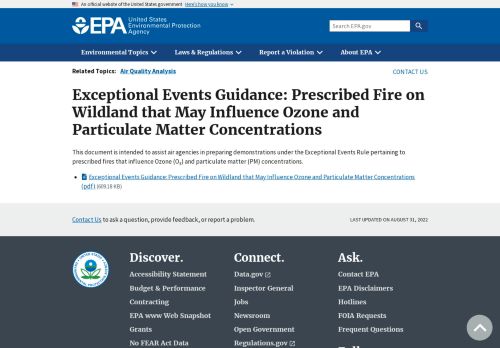 An official website of the United States government Here's how you know
EPA United States
Environmental Protection
Agency
Search EPA.gov
Environmental Topics Laws & Regulations Report a Violation About EPA
Related Topics: Air Quality Analysis CONTACT US
Exceptional Events Guidance: Prescribed Fire on
Wildland that May Influence Ozone and
Particulate Matter Concentrations
This document is intended to assist air agencies in preparing demonstrations under the Exceptional Events Rule pertaining to
prescribed fires that influence Ozone (O₃) and particulate matter (PM) concentrations.
Exceptional Events Guidance: Prescribed Fire on Wildland that May Influence Ozone and Particulate Matter Concentrations
(pdf) (609.18 KB)
Contact Us to ask a question, provide feedback, or report a problem. LAST UPDATED ON AUGUST 31, 2022
Discover. Connect. Ask.
Accessibility Statement Data.gov Contact EPA
Budget & Performance Inspector General EPA Disclaimers
Contracting Jobs Hotlines
EPA www Web Snapshot Newsroom FOIA Requests
Grants Open Government Frequent Questions
No FEAR Act Data Regulations.gov